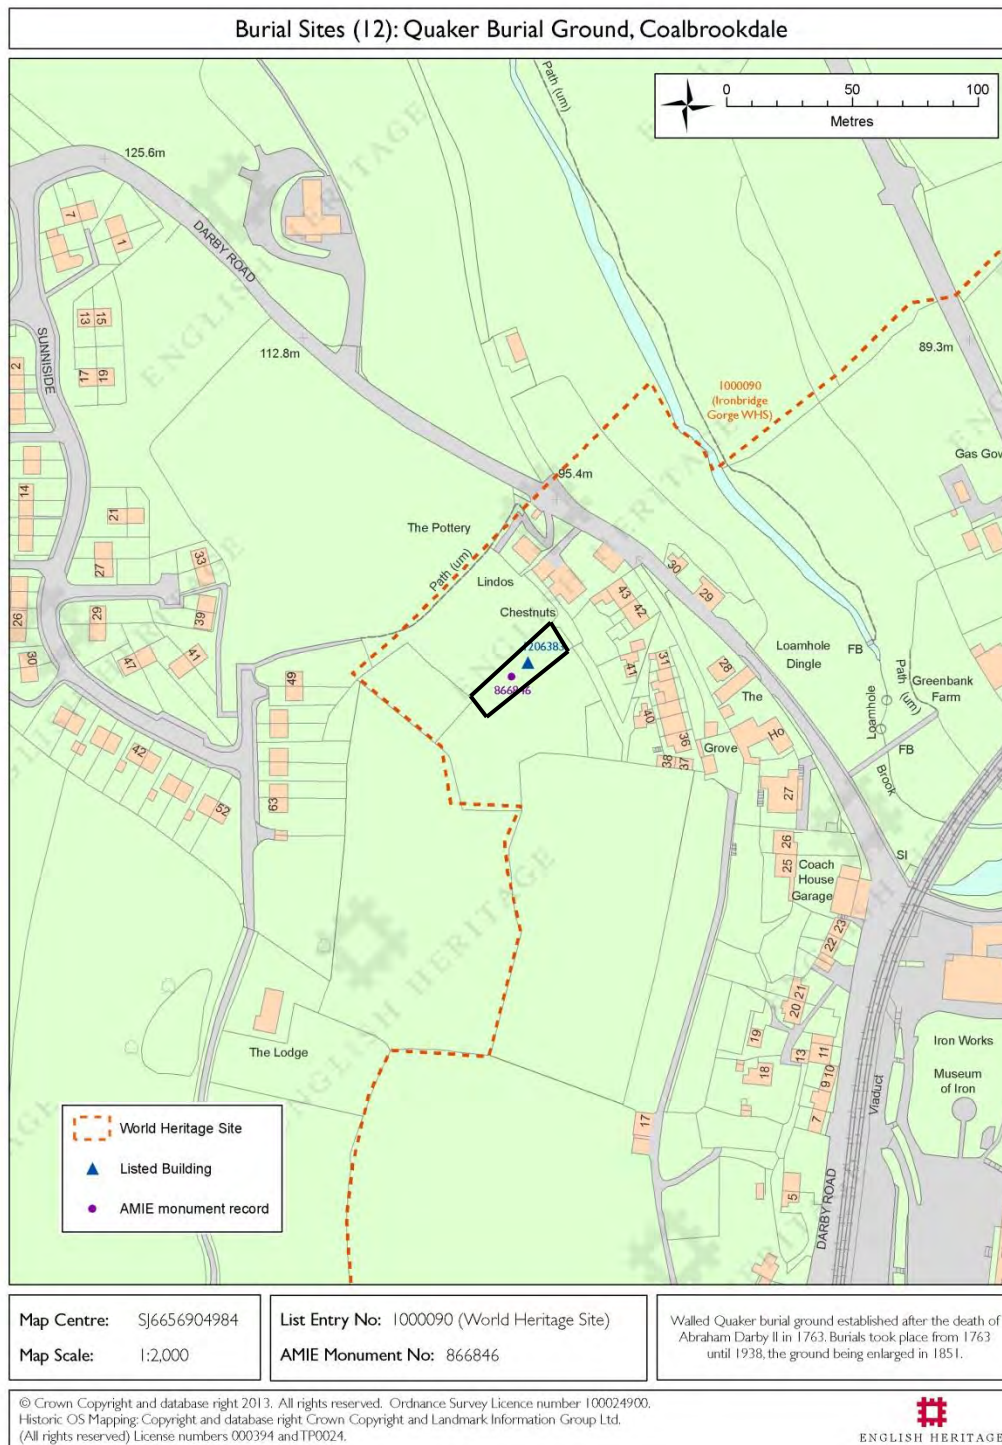 Burial Sites (12): Quaker Burial Ground, Coalbrookdale
0 50 100
Metres
Path (um)
125.6m
DARBY ROAD
7
1
13 15
17 19
SUNNISIDE
2
112.8m
89.3m
1000090
(Ironbridge
Gorge WHS)
95.4m
Gas Gov
The Pottery
Path (um)
Lindos
Chestnuts
14
21
27
33
29
39
26
30
47
41
49
42
52
63
1206383
866846
43
42
41
31
40
36
38
37
30
29
28
The
Grove
Ho
27
26
25
Loamhole
Dingle
FB
Path (um)
Greenbank
Farm
Loamhole
Brook
FB
SI
Coach
House
Garage
23
22
21
20
19
18
13
11
10
9
7
5
17
The Lodge
Iron Works
Museum
of Iron
Viaduct
DARBY ROAD
World Heritage Site
Listed Building
AMIE monument record
ENGLISH HERITAGE
Map Centre: SJ6656904984
Map Scale: 1:2,000
List Entry No: 1000090 (World Heritage Site)
AMIE Monument No: 866846
Walled Quaker burial ground established after the death of
Abraham Darby II in 1763. Burials took place from 1763
until 1938, the ground being enlarged in 1851.
© Crown Copyright and database right 2013. All rights reserved. Ordnance Survey Licence number 100024900.
Historic OS Mapping: Copyright and database right Crown Copyright and Landmark Information Group Ltd.
(All rights reserved) License numbers 000394 and TP0024.
ENGLISH HERITAGE